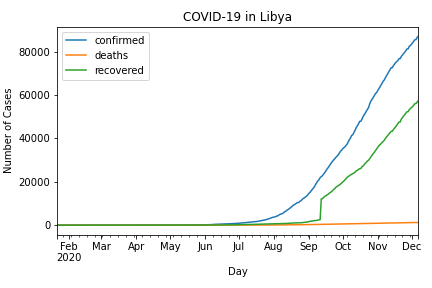 COVID-19 in Libya
confirmed
deaths
recovered
Number of Cases
80000
60000
40000
20000
0
Feb Mar Apr May Jun Jul Aug Sep Oct Nov Dec
2020
Day